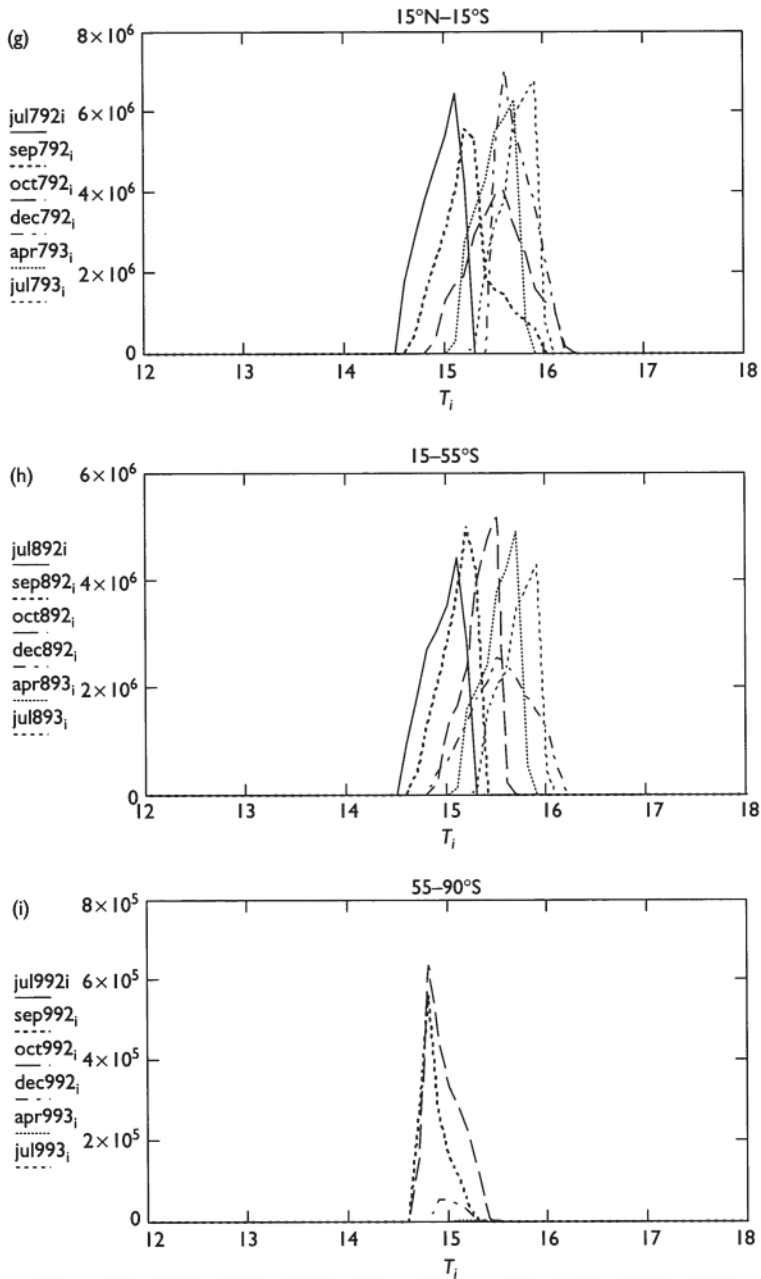 (g)
15°N–15°S
8×10⁶
6×10⁶
4×10⁶
2×10⁶
0
jul792i
sep792ᵢ
oct792ᵢ
dec792ᵢ
apr793ᵢ
jul793ᵢ
12 13 14 15 16 17 18
Tᵢ
(h)
15–55°S
6×10⁶
4×10⁶
2×10⁶
0
jul892i
sep892ᵢ
oct892ᵢ
dec892ᵢ
apr893ᵢ
jul893ᵢ
12 13 14 15 16 17 18
Tᵢ
(i)
55–90°S
8×10⁵
6×10⁵
4×10⁵
2×10⁵
0
jul992i
sep992ᵢ
oct992ᵢ
dec992ᵢ
apr993ᵢ
jul993ᵢ
12 13 14 15 16 17 18
Tᵢ